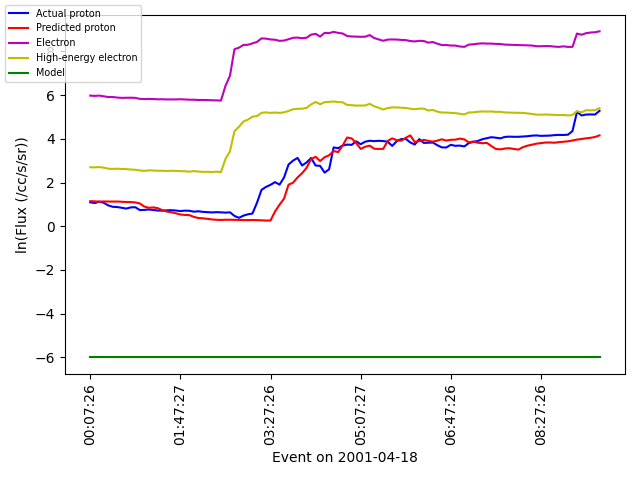 Actual proton
Predicted proton
Electron
High-energy electron
Model
8
6
4
2
0
−2
−4
−6
ln(Flux (/cc/s/sr))
00:07:26
01:47:27
03:27:26
05:07:27
06:47:26
08:27:26
Event on 2001-04-18